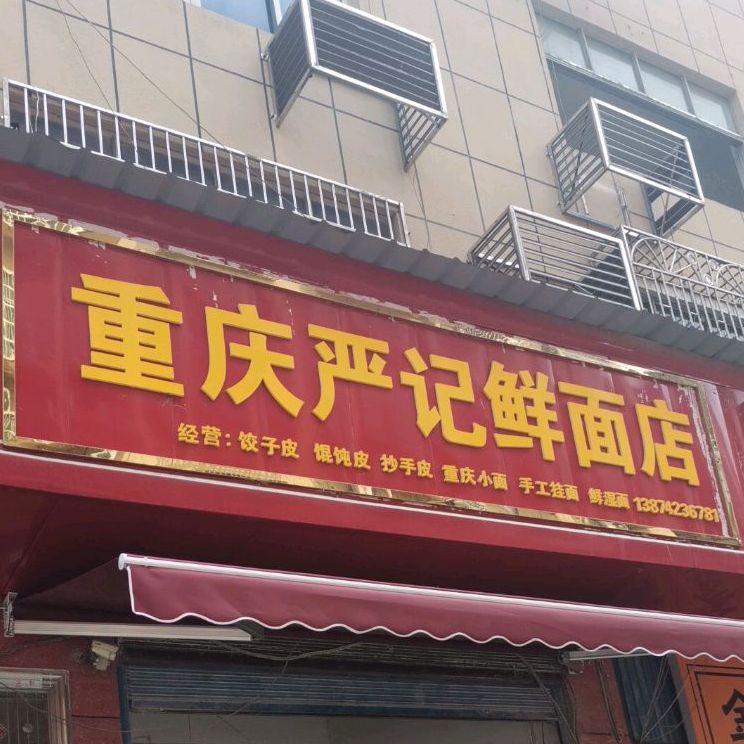 重庆严记鲜面店
经营：饺子皮 馄饨皮 抄手皮 重庆小面 手工挂面 鲜湿面 13874236781
金